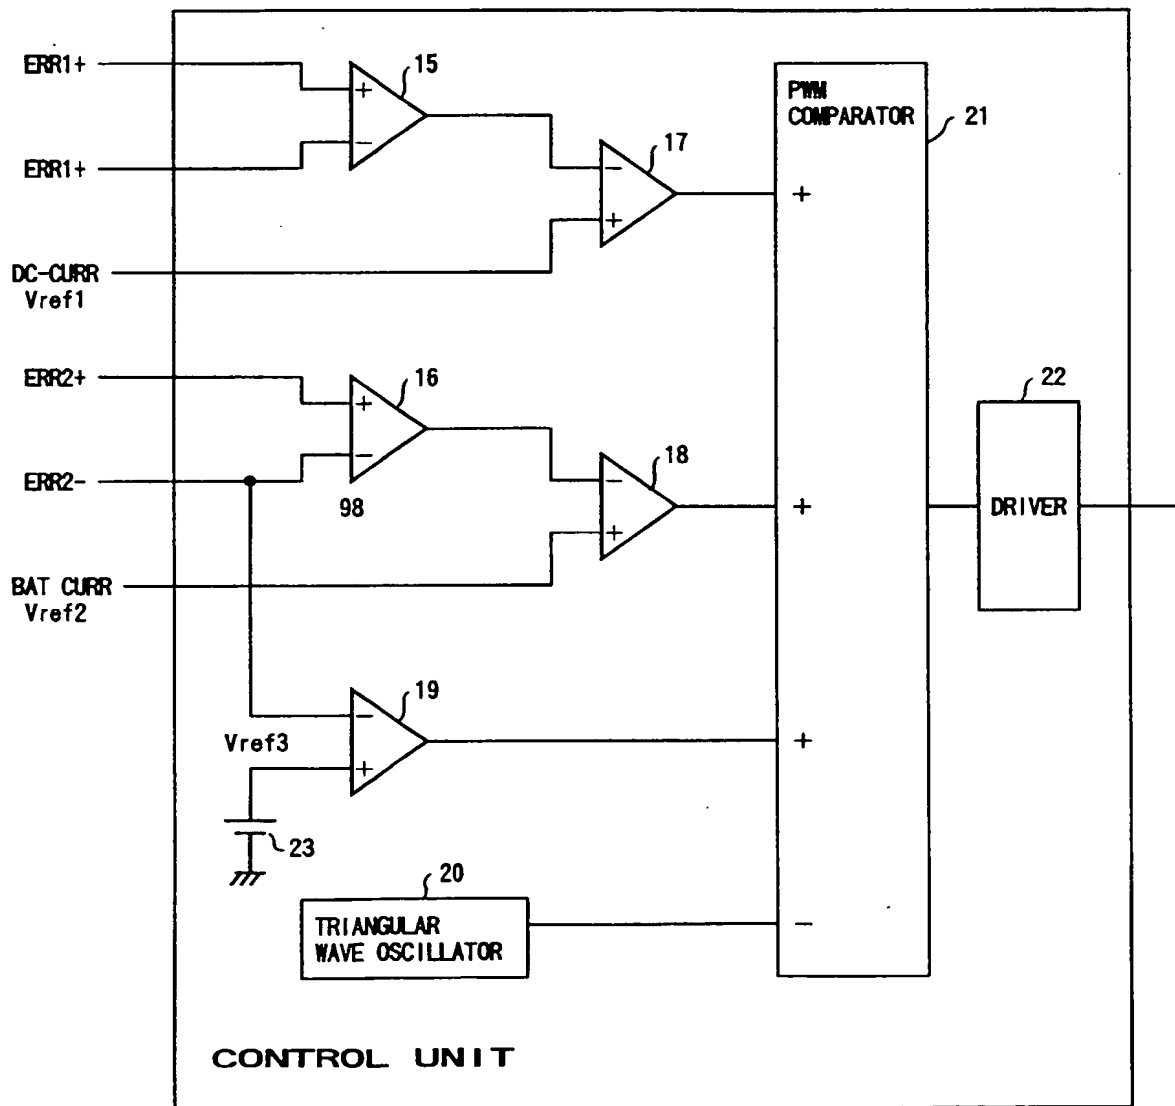 ERR1+
15
+
−
ERR1+
17
−
+
DC-CURR
Vref1
PWM
COMPARATOR
21
+
ERR2+
16
+
−
ERR2-
98
18
−
+
+
BAT CURR
Vref2
22
DRIVER
19
−
+
Vref3
+
23
20
TRIANGULAR
WAVE OSCILLATOR
−
CONTROL UNIT